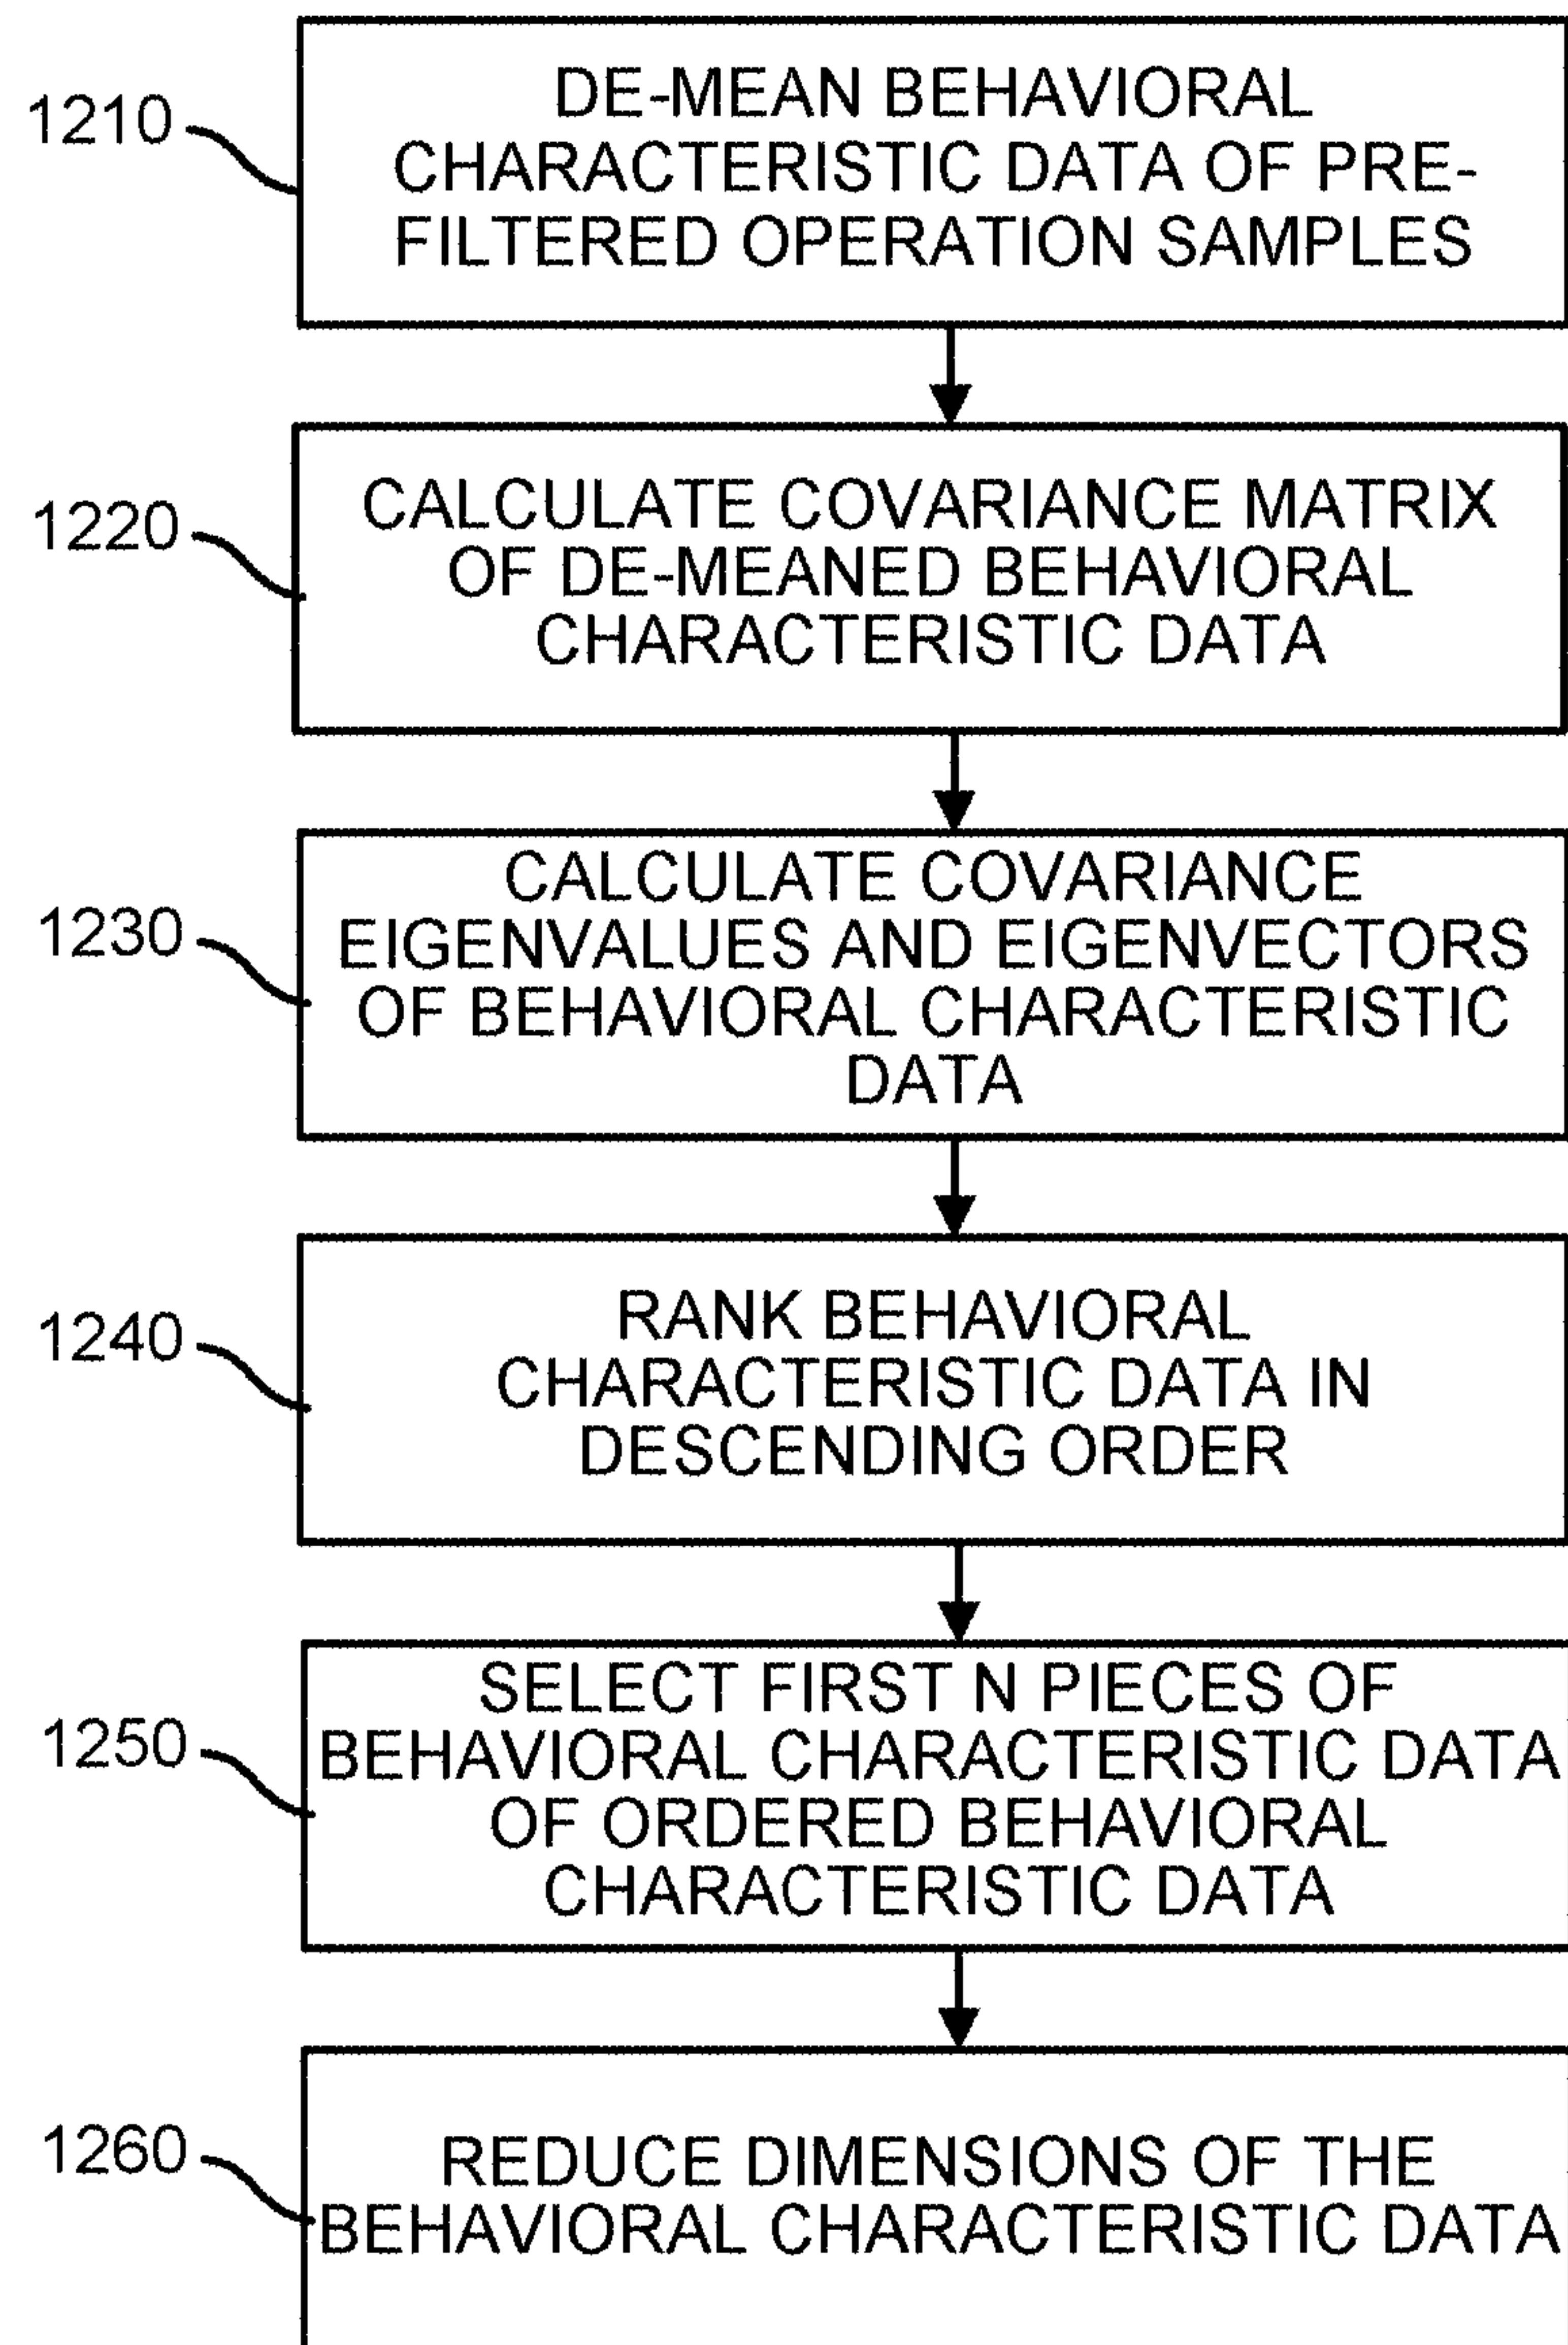 1210
DE-MEAN BEHAVIORAL
CHARACTERISTIC DATA OF PRE-
FILTERED OPERATION SAMPLES
1220
CALCULATE COVARIANCE MATRIX
OF DE-MEANED BEHAVIORAL
CHARACTERISTIC DATA
1230
CALCULATE COVARIANCE
EIGENVALUES AND EIGENVECTORS
OF BEHAVIORAL CHARACTERISTIC
DATA
1240
RANK BEHAVIORAL
CHARACTERISTIC DATA IN
DESCENDING ORDER
1250
SELECT FIRST N PIECES OF
BEHAVIORAL CHARACTERISTIC DATA
OF ORDERED BEHAVIORAL
CHARACTERISTIC DATA
1260
REDUCE DIMENSIONS OF THE
BEHAVIORAL CHARACTERISTIC DATA